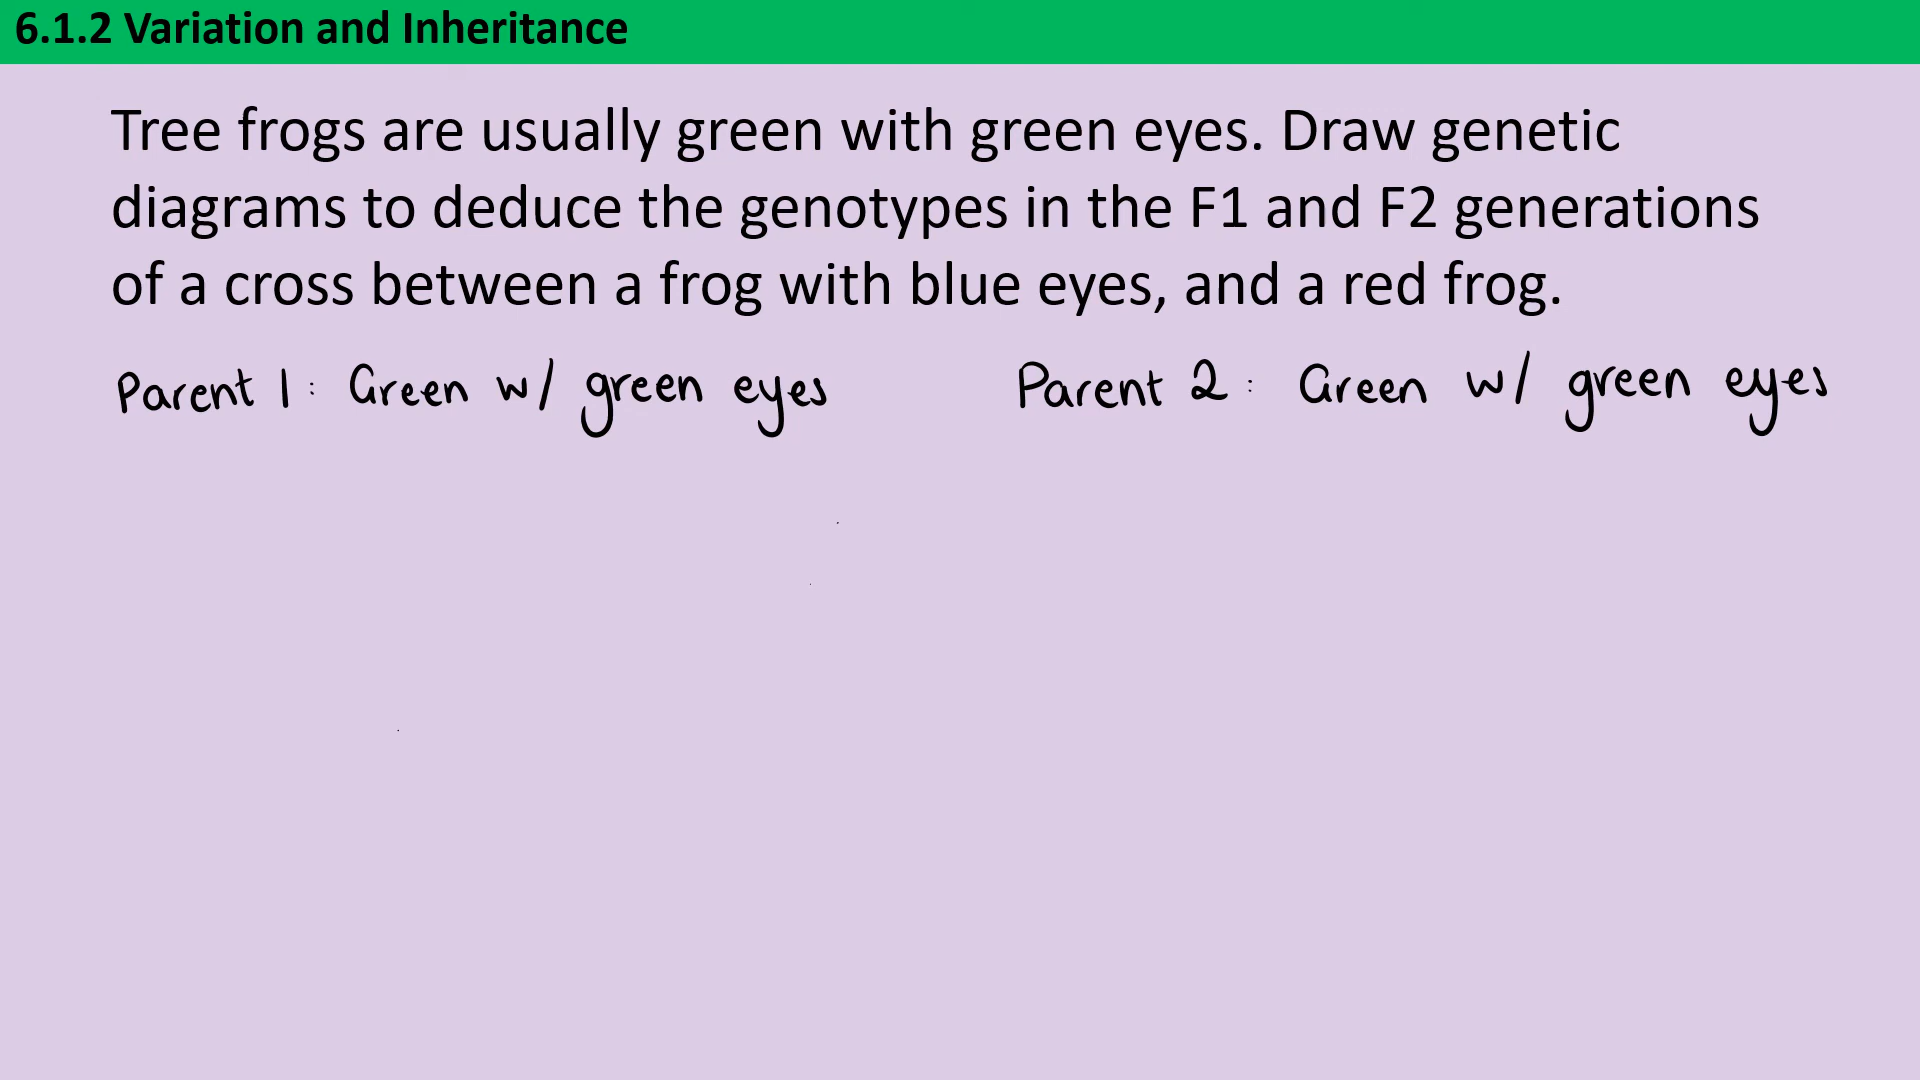 6.1.2 Variation and Inheritance
Tree frogs are usually green with green eyes. Draw genetic
diagrams to deduce the genotypes in the F1 and F2 generations
of a cross between a frog with blue eyes, and a red frog.
Parent 1: Green w/ green eyes Parent 2: Green w/ green eyes